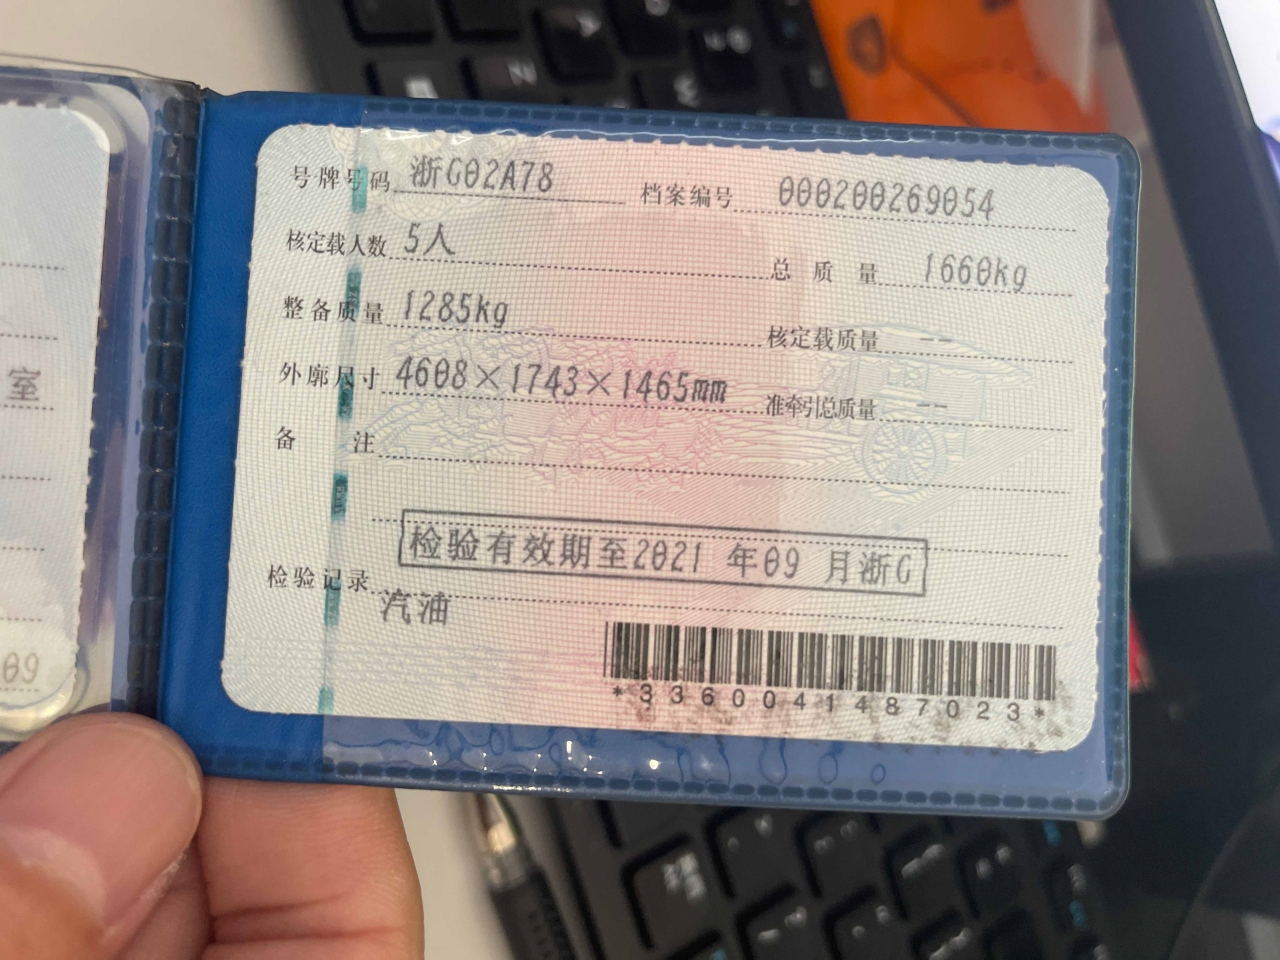 号牌号码 浙G02A78 档案编号 000200269054
核定载人数 5人 总质量 1660kg
整备质量 1285kg 核定载质量 --
外廓尺寸 4608×1743×1465mm 准牵引总质量 --
备注
检验有效期至2021 年09 月浙G
检验记录
汽油
*3360041487023*
室
09